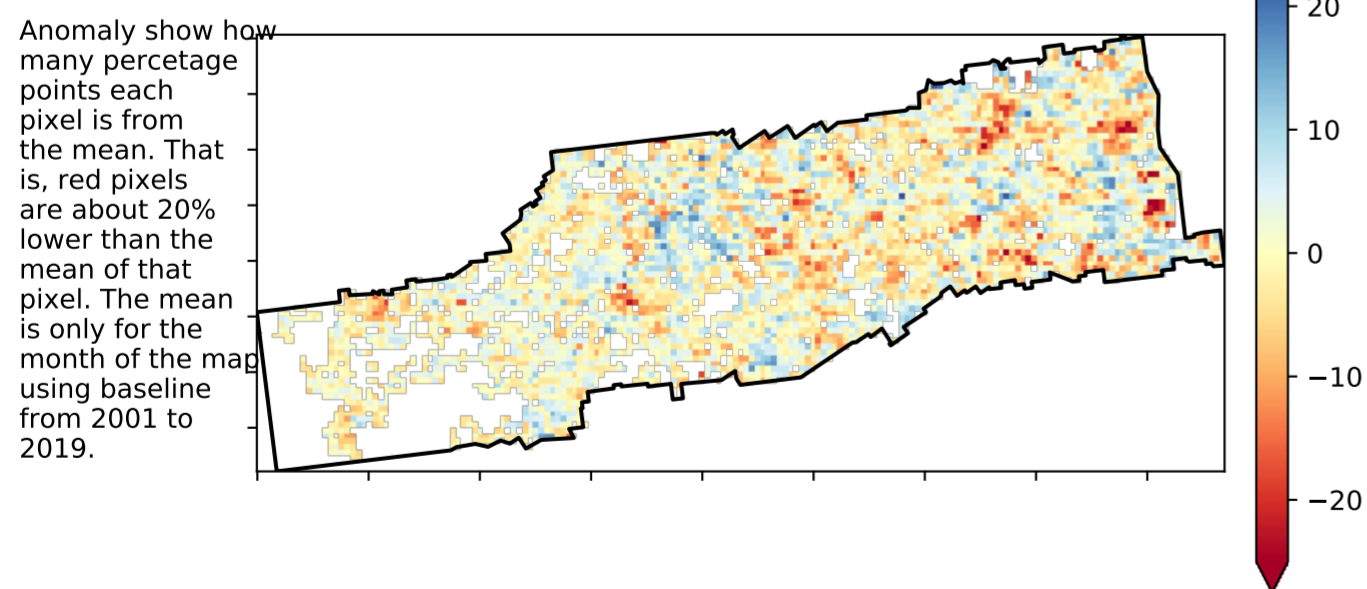 Anomaly show how
many percetage
points each
pixel is from
the mean. That
is, red pixels
are about 20%
lower than the
mean of that
pixel. The mean
is only for the
month of the map
using baseline
from 2001 to
2019.
20
10
0
−10
−20